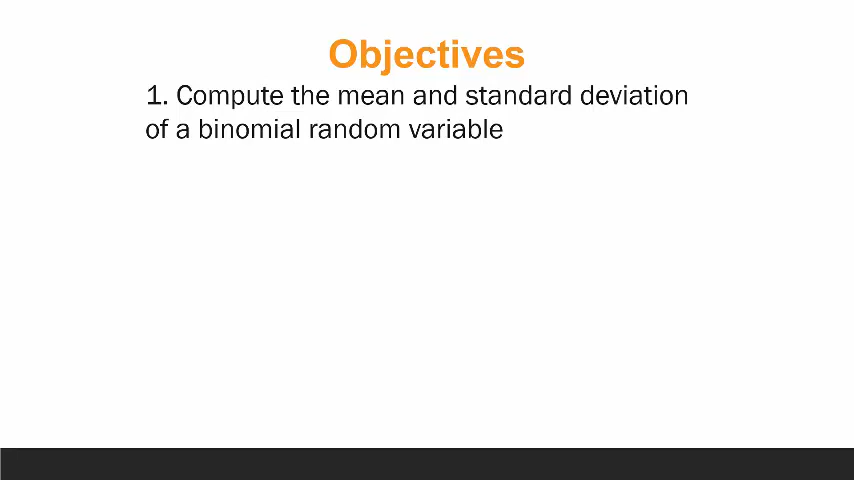 Objectives
1. Compute the mean and standard deviation
of a binomial random variable